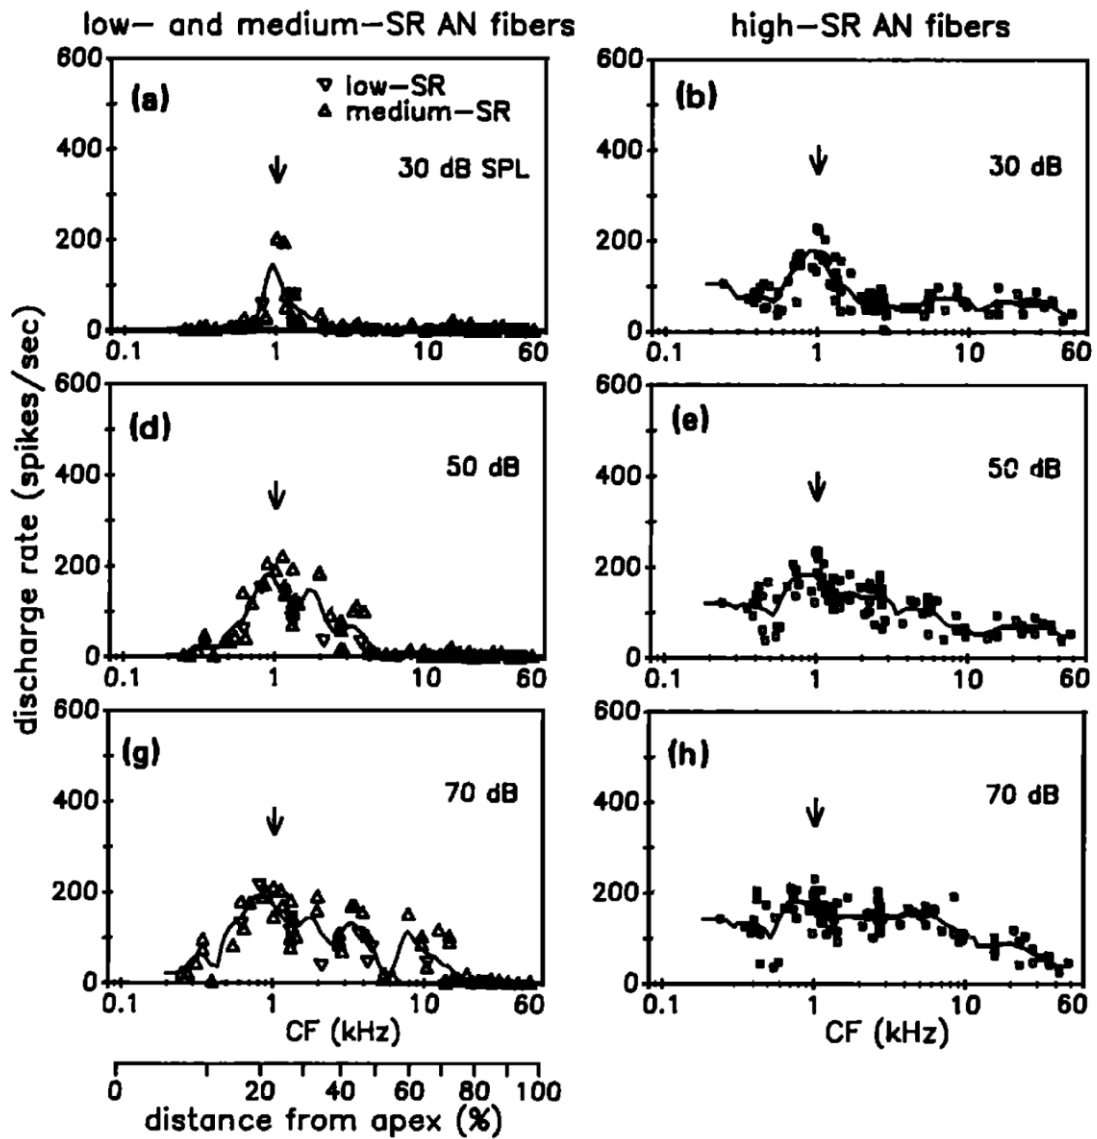 low- and medium-SR AN fibers
high-SR AN fibers
600
(a)
▽ low-SR
△ medium-SR
400
30 dB SPL
200
0
0.1 1 10 60
600
(b)
400
30 dB
200
0
0.1 1 10 60
600
(d)
50 dB
400
200
0
0.1 1 10 60
600
(e)
50 dB
400
200
0
0.1 1 10 60
600
(g)
70 dB
400
200
0
0.1 1 10 60
CF (kHz)
600
(h)
70 dB
400
200
0
0.1 1 10 60
CF (kHz)
discharge rate (spikes/sec)
0 20 40 60 80 100
distance from apex (%)